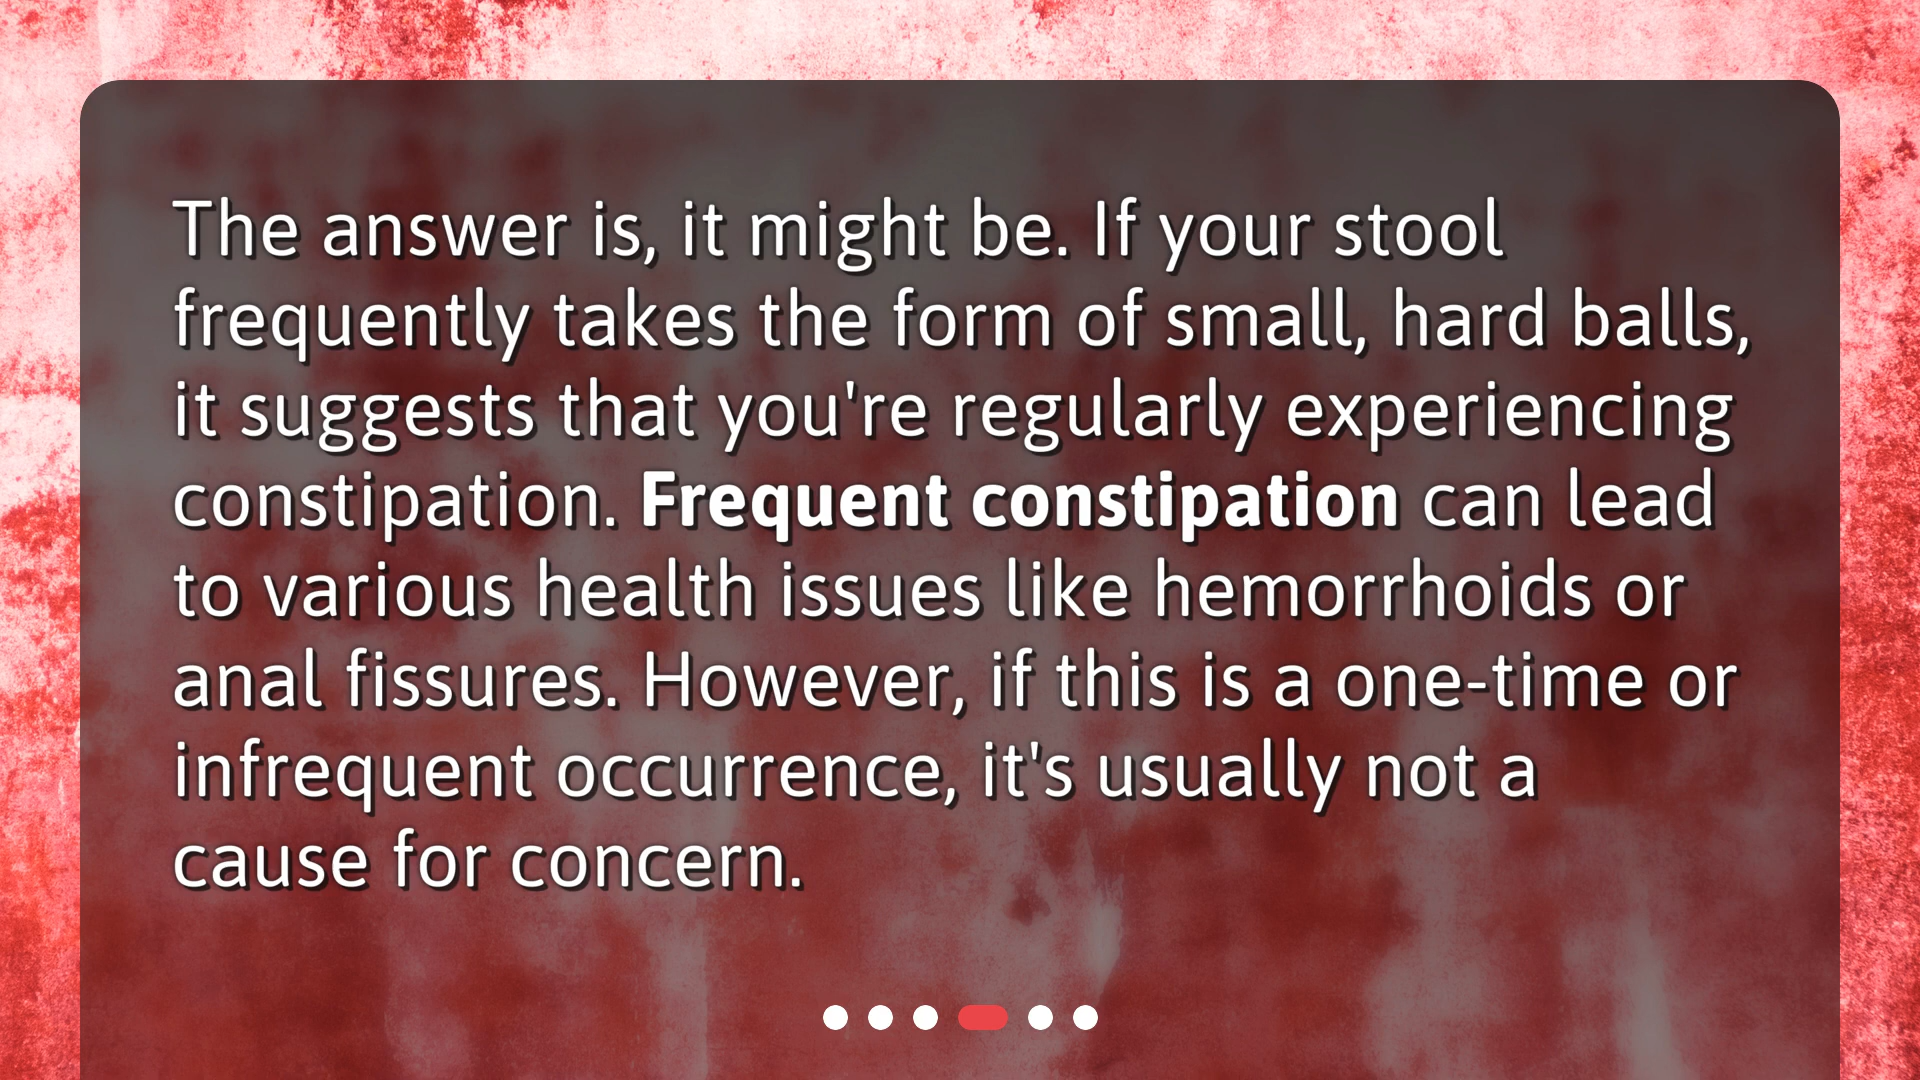 The answer is, it might be. If your stool
frequently takes the form of small, hard balls,
it suggests that you're regularly experiencing
constipation. Frequent constipation can lead
to various health issues like hemorrhoids or
anal fissures. However, if this is a one-time or
infrequent occurrence, it's usually not a
cause for concern.